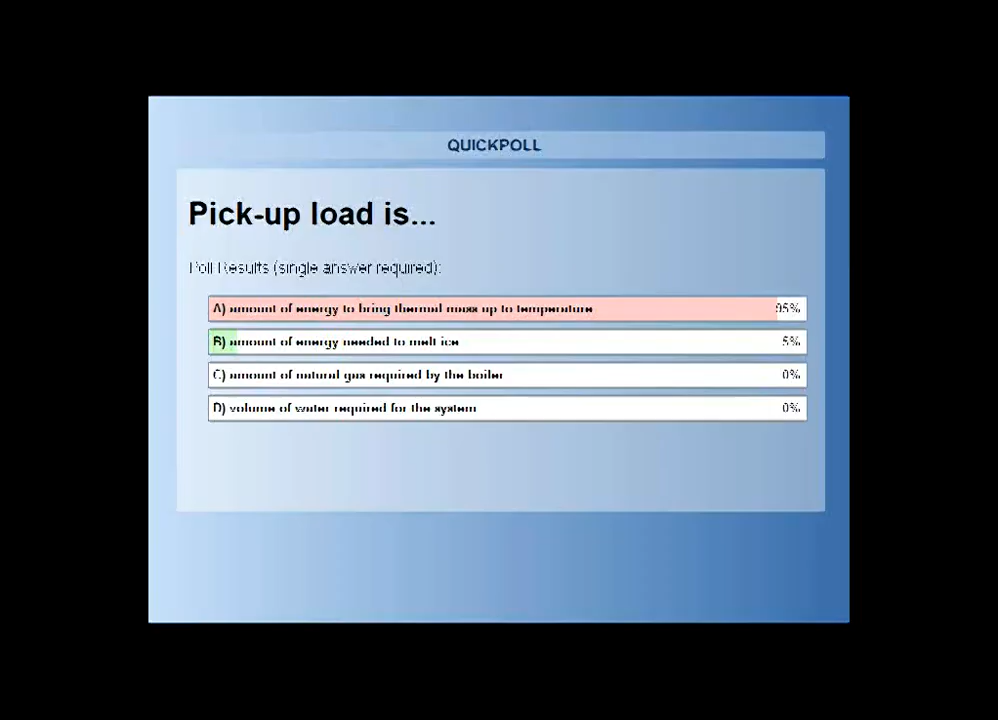 QUICKPOLL
Pick-up load is...
Poll Results (single answer required):
A) amount of energy to bring thermal mass up to temperature 95%
B) amount of energy needed to melt ice 5%
C) amount of natural gas required by the boiler 0%
D) volume of water required for the system 0%